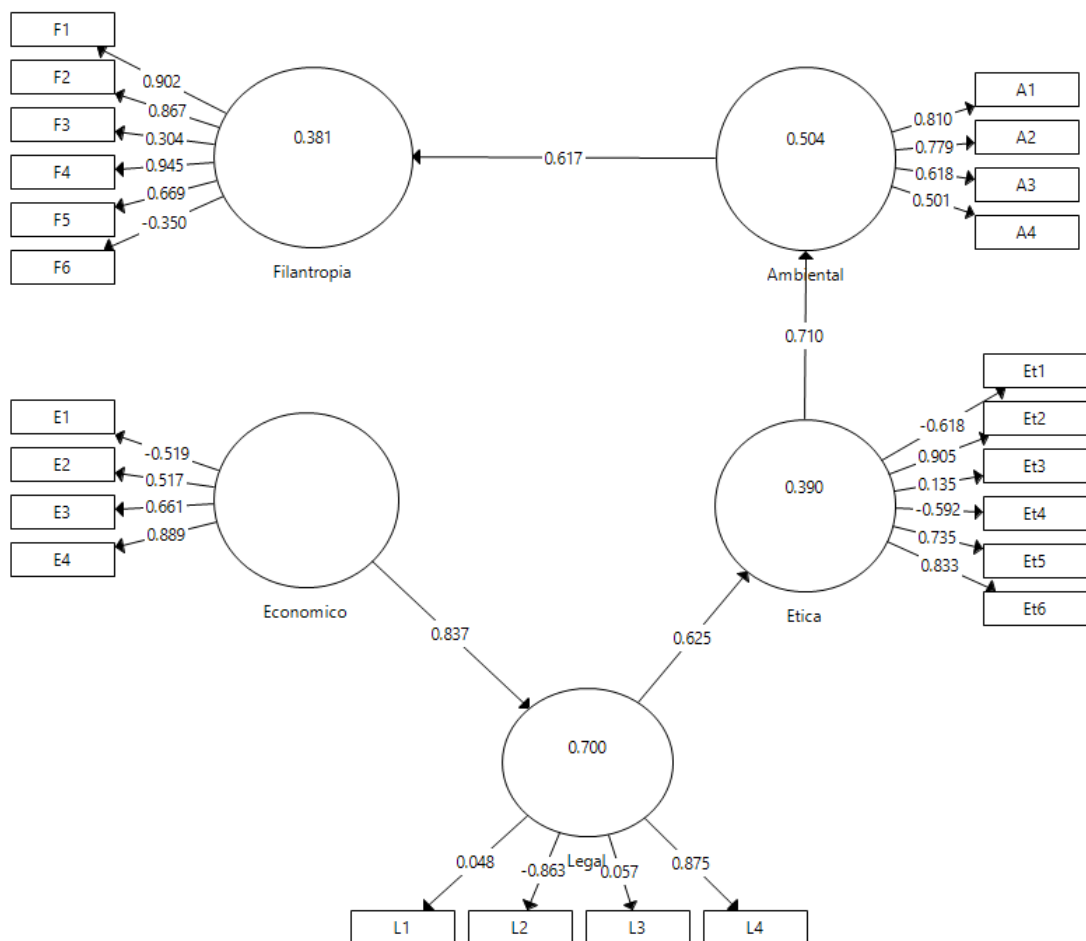 F1
F2
F3
F4
F5
F6
0.902
0.867
0.304
0.945
0.669
-0.350
0.381
Filantropia
0.617
0.504
Ambiental
0.810
0.779
0.618
0.501
A1
A2
A3
A4
0.710
E1
E2
E3
E4
-0.519
0.517
0.661
0.889
Economico
0.837
0.390
Etica
-0.618
0.905
0.135
-0.592
0.735
0.833
Et1
Et2
Et3
Et4
Et5
Et6
0.625
0.700
Legal
0.048
-0.863
0.057
0.875
L1
L2
L3
L4